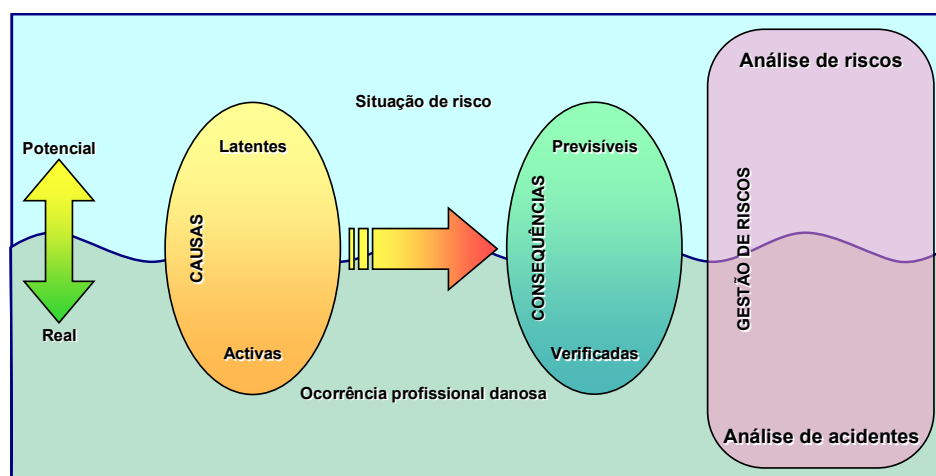 Análise de riscos
Situação de risco
Potencial
Latentes
Previsíveis
CAUSAS
CONSEQUÊNCIAS
GESTÃO DE RISCOS
Real
Activas
Verificadas
Ocorrência profissional danosa
Análise de acidentes